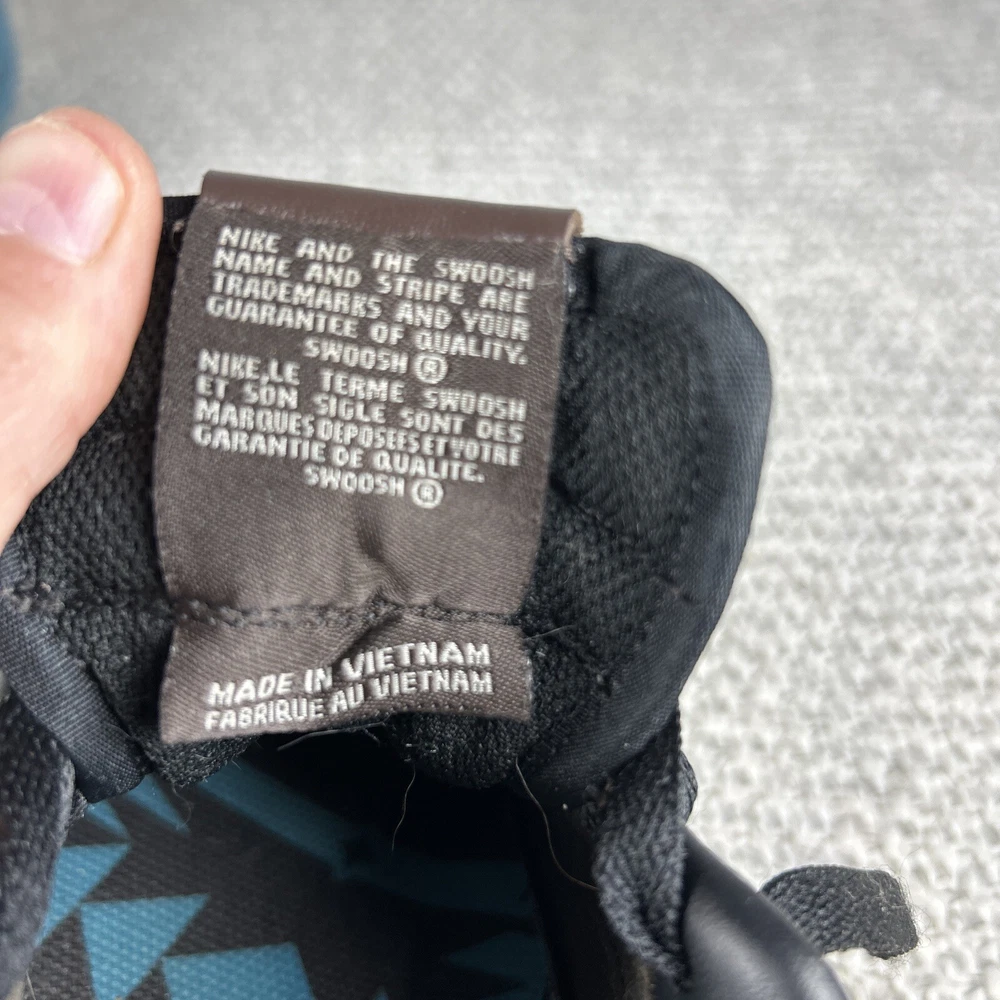 NIKE AND THE SWOOSH
NAME AND STRIPE ARE
TRADEMARKS AND YOUR
GUARANTEE OF QUALITY.
SWOOSH ®
NIKE,LE TERME SWOOSH
ET SON SIGLE SONT DES
MARQUES DEPOSEES ET VOTRE
GARANTIE DE QUALITE.
SWOOSH ®
MADE IN VIETNAM
FABRIQUE AU VIETNAM